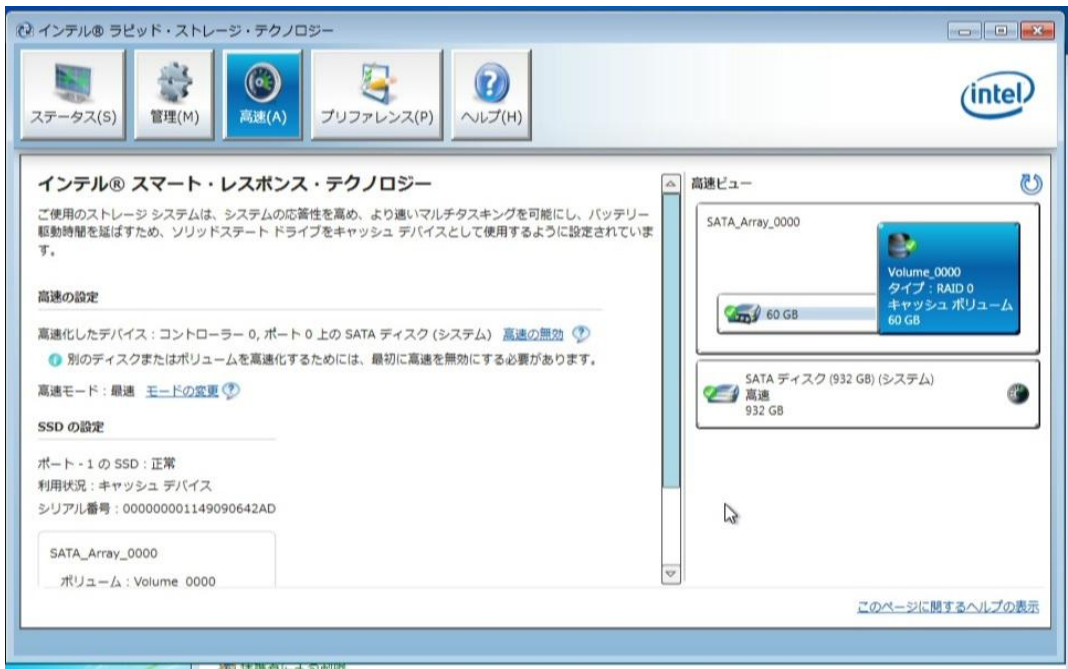 インテル® ラピッド・ストレージ・テクノロジー
ステータス(S)
管理(M)
高速(A)
プリファレンス(P)
ヘルプ(H)
intel
インテル® スマート・レスポンス・テクノロジー
ご使用のストレージ システムは、システムの応答性を高め、より速いマルチタスキングを可能にし、バッテリー
駆動時間を延ばすため、ソリッドステート ドライブをキャッシュ デバイスとして使用するように設定されていま
す。
高速の設定
高速化したデバイス : コントローラー 0, ポート 0 上の SATA ディスク (システム) 高速の無効
別のディスクまたはボリュームを高速化するためには、最初に高速を無効にする必要があります。
高速モード : 最速 モードの変更
SSD の設定
ポート - 1 の SSD : 正常
利用状況 : キャッシュ デバイス
シリアル番号 : 000000001149090642AD
SATA_Array_0000
ボリューム : Volume_0000
高速ビュー
SATA_Array_0000
60 GB
Volume_0000
タイプ : RAID 0
キャッシュ ボリューム
60 GB
SATA ディスク (932 GB) (システム)
高速
932 GB
このページに関するヘルプの表示